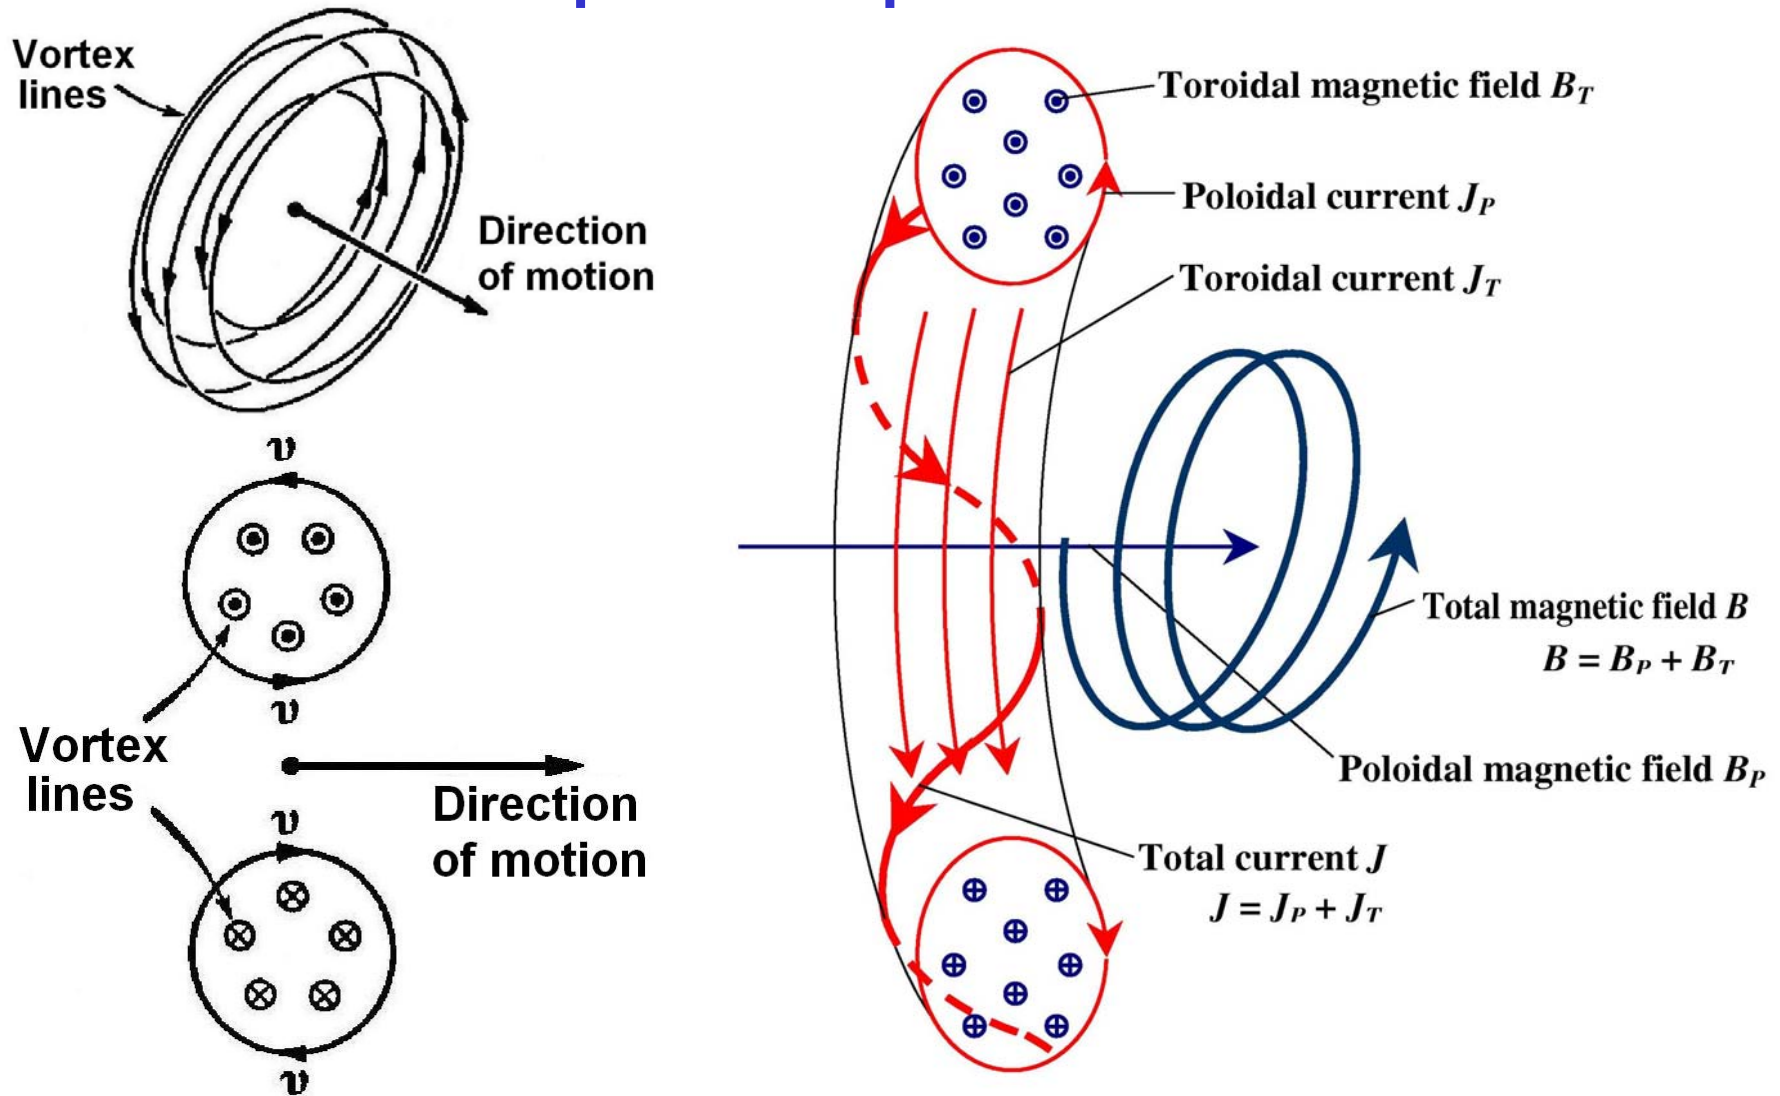 Vortex
lines
Direction
of motion
υ
υ
Vortex
lines
Direction
of motion
υ
υ
Toroidal magnetic field B_T
Poloidal current J_P
Toroidal current J_T
Total magnetic field B
B = B_P + B_T
Poloidal magnetic field B_P
Total current J
J = J_P + J_T